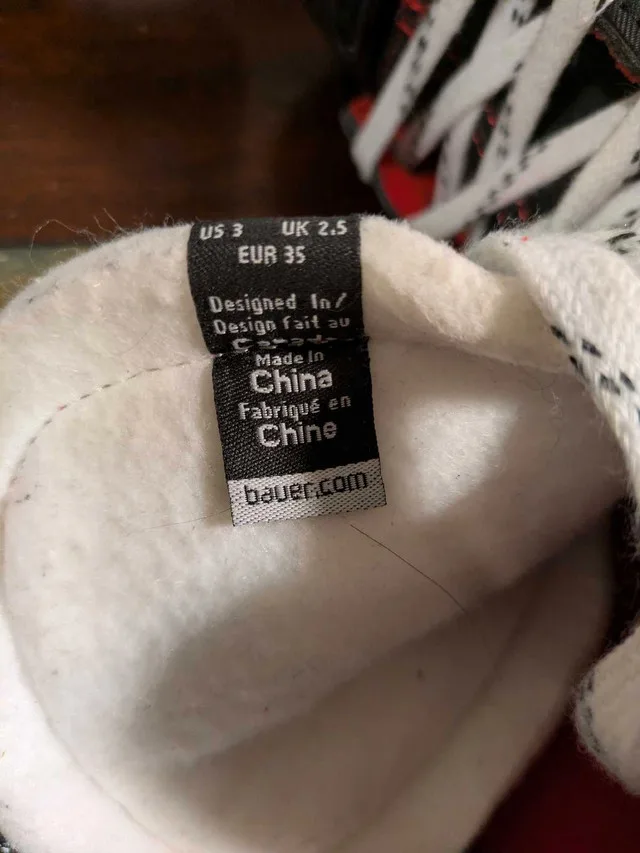 US 3 UK 2.5
EUR 35
Designed In/
Design fait au
Canada
Made In
China
Fabriqué en
Chine
bauer.com